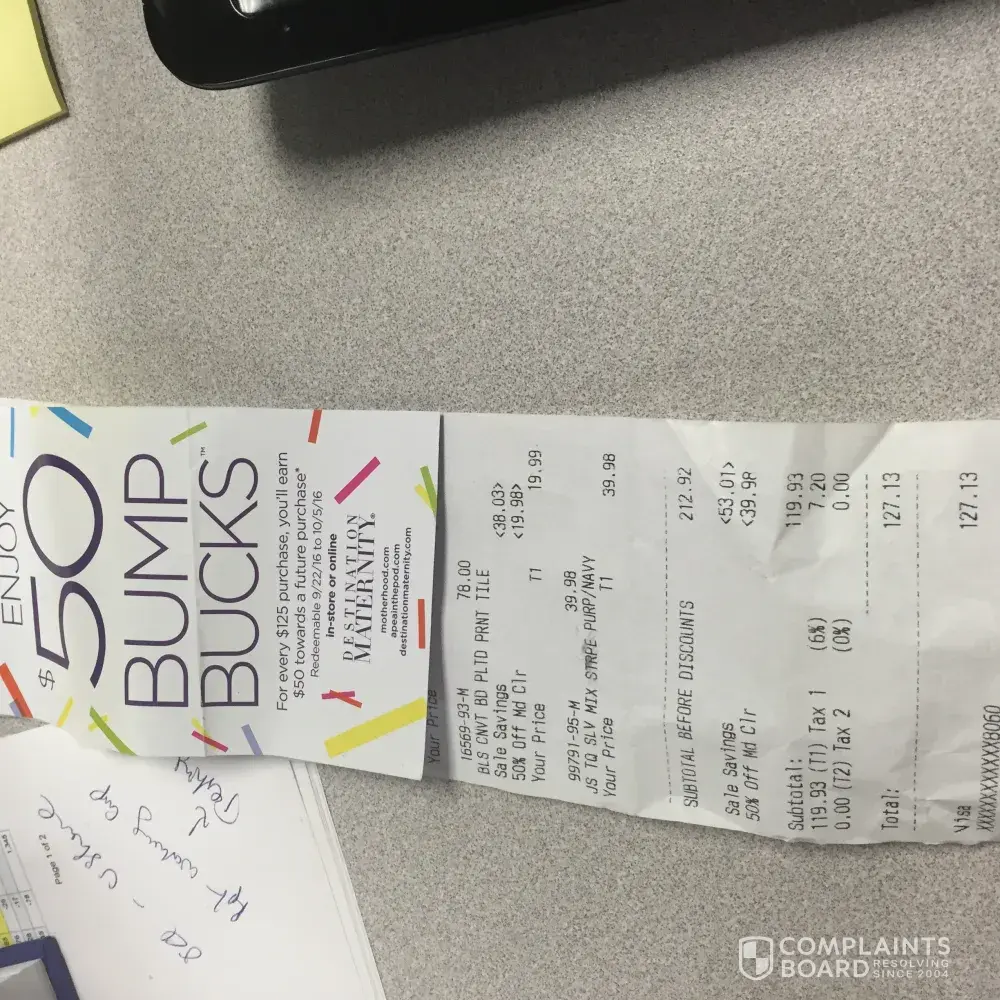 ENJOY
$50
BUMP
BUCKS™
For every $125 purchase, you'll earn
$50 towards a future purchase*
Redeemable 9/22/16 to 10/5/16
in-store or online
DESTINATION
MATERNITY®
motherhood.com
apeainthepod.com
destinationmaternity.com
Your Price
16569-93-M 78.00
BLS CNVT BD PLTD PRNT TILE
Sale Savings <38.03>
50% Off Md Clr <19.98>
Your Price T1 19.99
99791-95-M 39.98
JS TQ SLV MIX STRPE PURP/NAVY
Your Price T1 39.98
SUBTOTAL BEFORE DISCOUNTS 212.92
Sale Savings <53.01>
50% Off Md Clr <39.98
Subtotal: 119.93
119.93 (T1) Tax 1 (6%) 7.20
0.00 (T2) Tax 2 (0%) 0.00
Total: 127.13
Visa 127.13
XXXXXXXXXXXX8060
Page 1 of 2
COMPLAINTS
BOARD RESOLVING
SINCE 2004